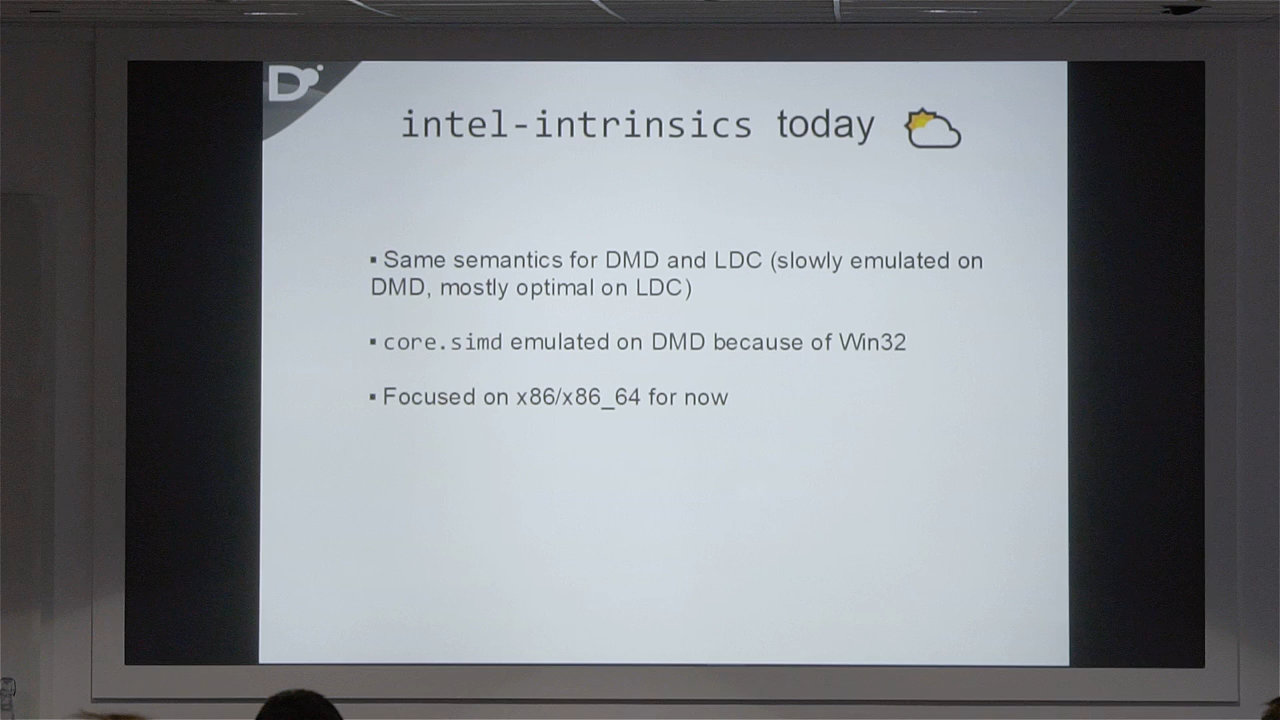 D
intel-intrinsics today
▪ Same semantics for DMD and LDC (slowly emulated on
DMD, mostly optimal on LDC)
▪ core.simd emulated on DMD because of Win32
▪ Focused on x86/x86_64 for now